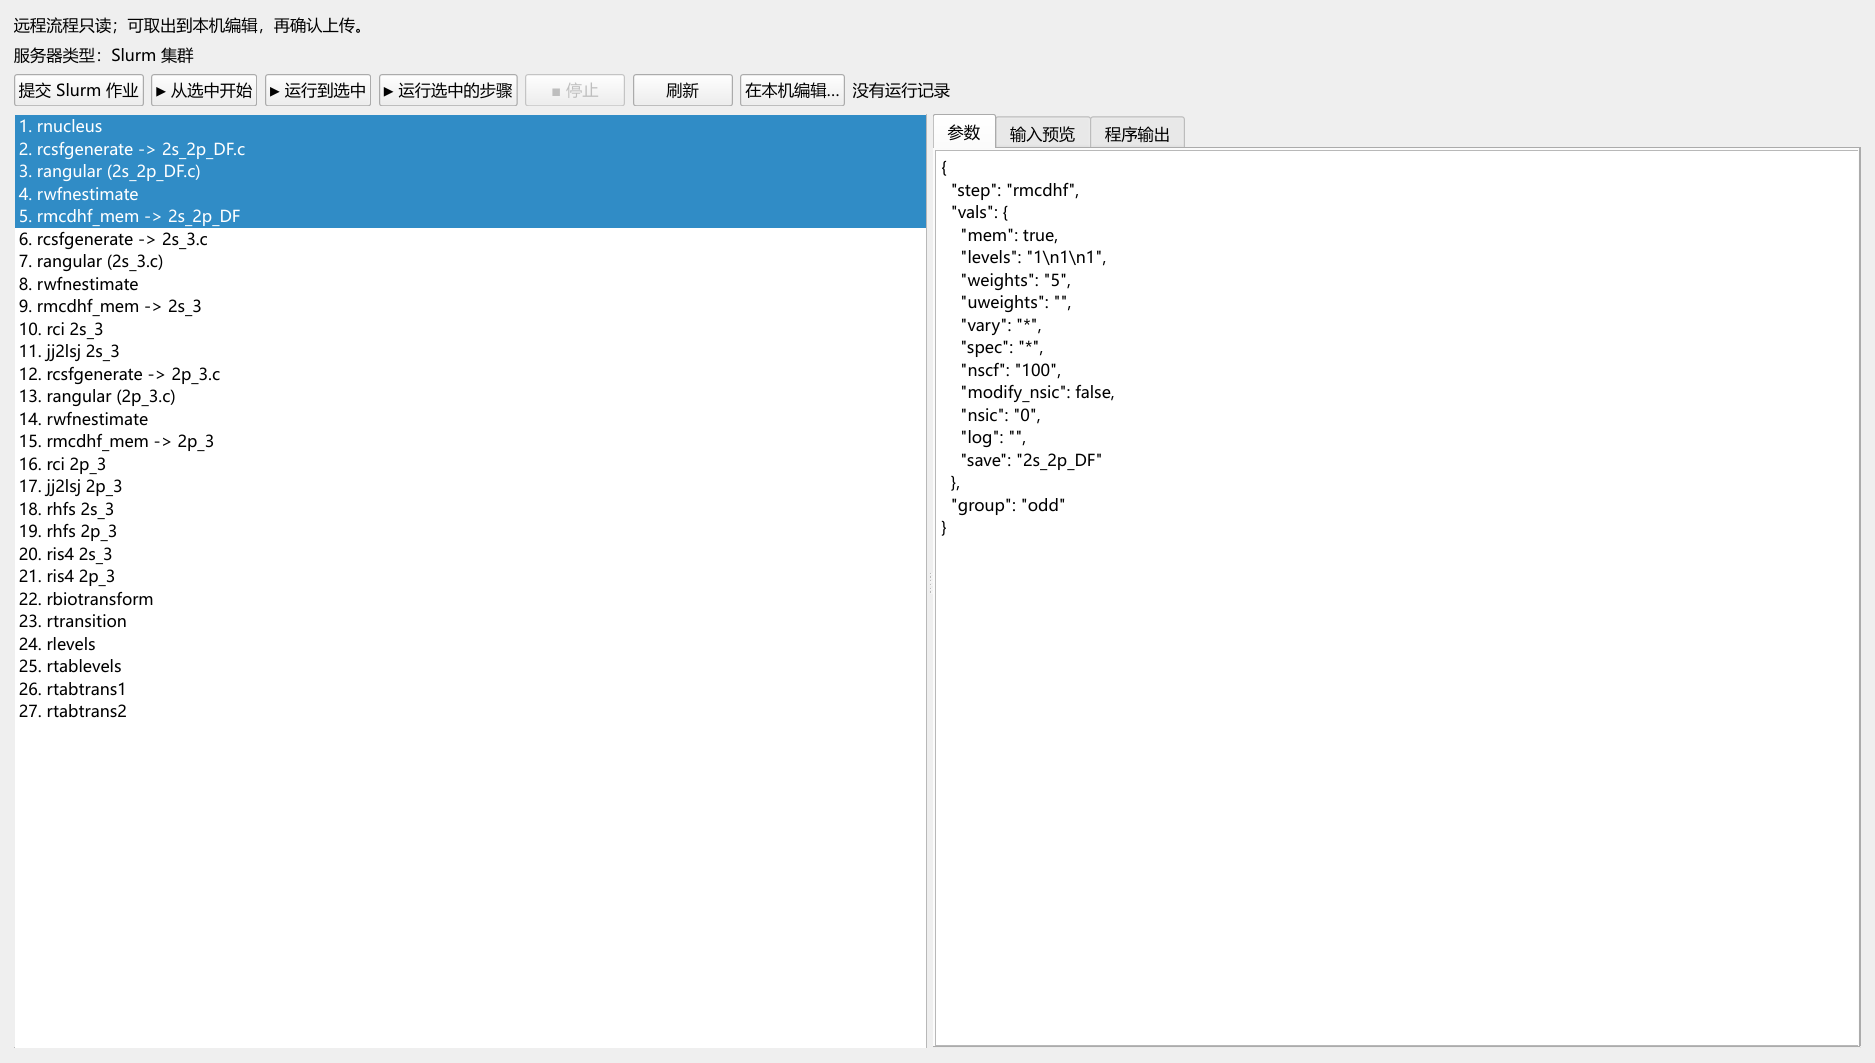 远程流程只读；可取出到本机编辑，再确认上传。
服务器类型：Slurm 集群
提交 Slurm 作业 ▶ 从选中开始 ▶ 运行到选中 ▶ 运行选中的步骤 ■ 停止 刷新 在本机编辑... 没有运行记录
1. rnucleus
2. rcsfgenerate -> 2s_2p_DF.c
3. rangular (2s_2p_DF.c)
4. rwfnestimate
5. rmcdhf_mem -> 2s_2p_DF
6. rcsfgenerate -> 2s_3.c
7. rangular (2s_3.c)
8. rwfnestimate
9. rmcdhf_mem -> 2s_3
10. rci 2s_3
11. jj2lsj 2s_3
12. rcsfgenerate -> 2p_3.c
13. rangular (2p_3.c)
14. rwfnestimate
15. rmcdhf_mem -> 2p_3
16. rci 2p_3
17. jj2lsj 2p_3
18. rhfs 2s_3
19. rhfs 2p_3
20. ris4 2s_3
21. ris4 2p_3
22. rbiotransform
23. rtransition
24. rlevels
25. rtablevels
26. rtabtrans1
27. rtabtrans2
参数 输入预览 程序输出
{
  "step": "rmcdhf",
  "vals": {
    "mem": true,
    "levels": "1\n1\n1",
    "weights": "5",
    "uweights": "",
    "vary": "*",
    "spec": "*",
    "nscf": "100",
    "modify_nsic": false,
    "nsic": "0",
    "log": "",
    "save": "2s_2p_DF"
  },
  "group": "odd"
}